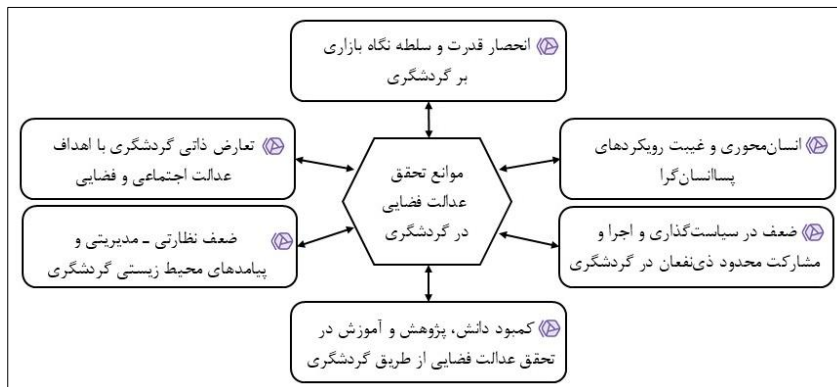 انحصار قدرت و سلطه نگاه بازاری
بر گردشگری
انسان‌محوری و غیبت رویکردهای
پساانسان‌گرا
تعارض ذاتی گردشگری با اهداف
عدالت اجتماعی و فضایی
موانع تحقق
عدالت فضایی
در گردشگری
ضعف در سیاست‌گذاری و اجرا و
مشارکت محدود ذی‌نفعان در گردشگری
ضعف نظارتی ـ مدیریتی و
پیامدهای محیط زیستی گردشگری
کمبود دانش، پژوهش و آموزش در
تحقق عدالت فضایی از طریق گردشگری